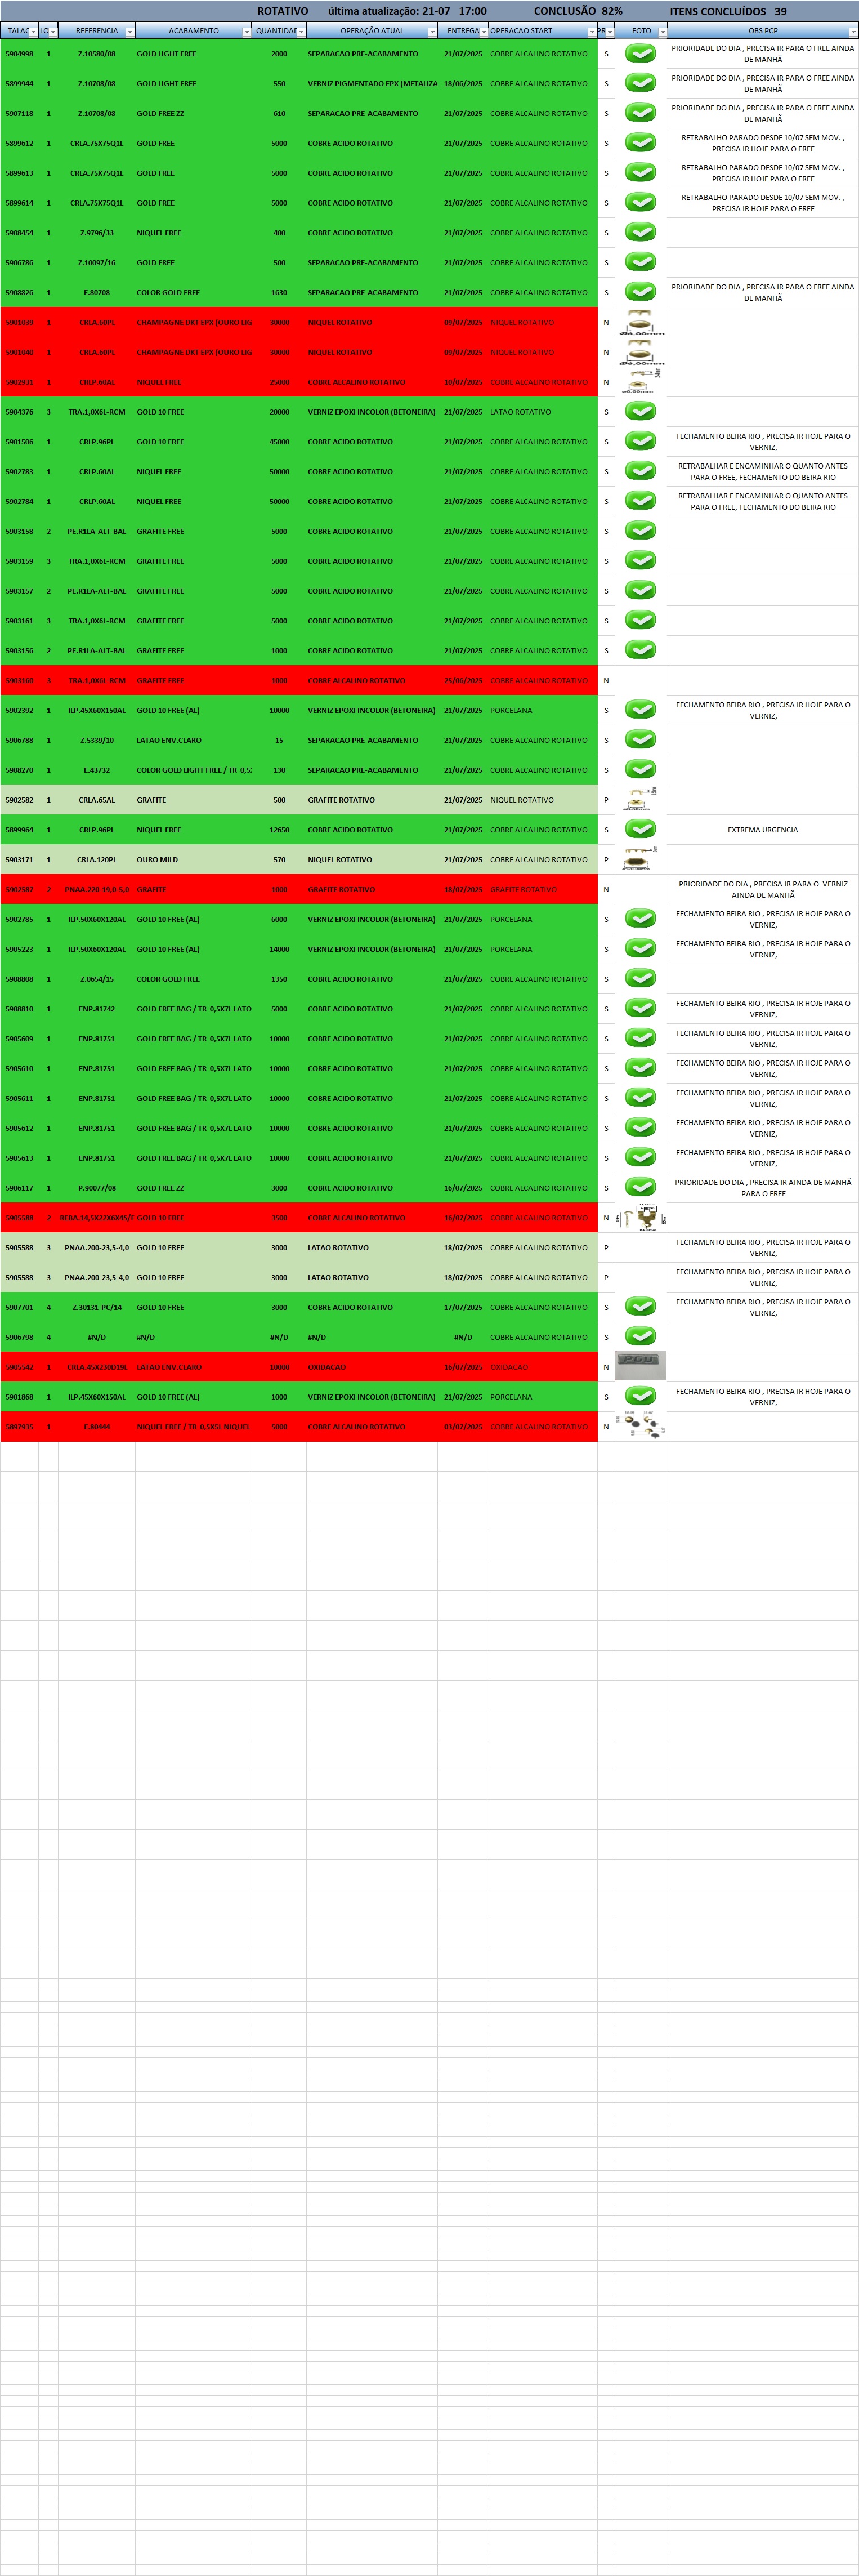 ROTATIVO última atualização: 21-07 17:00 CONCLUSÃO 82% ITENS CONCLUÍDOS 39
TALAC LO REFERENCIA ACABAMENTO QUANTIDAD OPERAÇÃO ATUAL ENTREGA OPERACAO START PR FOTO OBS PCP
5904998 1 Z.10580/08 GOLD LIGHT FREE 2000 SEPARACAO PRE-ACABAMENTO 21/07/2025 COBRE ALCALINO ROTATIVO S PRIORIDADE DO DIA , PRECISA IR PARA O FREE AINDA
DE MANHÃ
5899944 1 Z.10708/08 GOLD LIGHT FREE 550 VERNIZ PIGMENTADO EPX (METALIZA 18/06/2025 COBRE ALCALINO ROTATIVO S PRIORIDADE DO DIA , PRECISA IR PARA O FREE AINDA
DE MANHÃ
5907118 1 Z.10708/08 GOLD FREE ZZ 610 SEPARACAO PRE-ACABAMENTO 21/07/2025 COBRE ALCALINO ROTATIVO S PRIORIDADE DO DIA , PRECISA IR PARA O FREE AINDA
DE MANHÃ
5899612 1 CRLA.75X75Q1L GOLD FREE 5000 COBRE ACIDO ROTATIVO 21/07/2025 COBRE ALCALINO ROTATIVO S RETRABALHO PARADO DESDE 10/07 SEM MOV. ,
PRECISA IR HOJE PARA O FREE
5899613 1 CRLA.75X75Q1L GOLD FREE 5000 COBRE ACIDO ROTATIVO 21/07/2025 COBRE ALCALINO ROTATIVO S RETRABALHO PARADO DESDE 10/07 SEM MOV. ,
PRECISA IR HOJE PARA O FREE
5899614 1 CRLA.75X75Q1L GOLD FREE 5000 COBRE ACIDO ROTATIVO 21/07/2025 COBRE ALCALINO ROTATIVO S RETRABALHO PARADO DESDE 10/07 SEM MOV. ,
PRECISA IR HOJE PARA O FREE
5908454 1 Z.9796/33 NIQUEL FREE 400 COBRE ACIDO ROTATIVO 21/07/2025 COBRE ALCALINO ROTATIVO S
5906786 1 Z.10097/16 GOLD FREE 500 SEPARACAO PRE-ACABAMENTO 21/07/2025 COBRE ALCALINO ROTATIVO S
5908826 1 E.80708 COLOR GOLD FREE 1630 SEPARACAO PRE-ACABAMENTO 21/07/2025 COBRE ALCALINO ROTATIVO S PRIORIDADE DO DIA , PRECISA IR PARA O FREE AINDA
DE MANHÃ
5901039 1 CRLA.60PL CHAMPAGNE DKT EPX (OURO LIG 30000 NIQUEL ROTATIVO 09/07/2025 NIQUEL ROTATIVO N
5901040 1 CRLA.60PL CHAMPAGNE DKT EPX (OURO LIG 30000 NIQUEL ROTATIVO 09/07/2025 NIQUEL ROTATIVO N
5902931 1 CRLP.60AL NIQUEL FREE 25000 COBRE ALCALINO ROTATIVO 10/07/2025 COBRE ALCALINO ROTATIVO N
5904376 3 TRA.1,0X6L-RCM GOLD 10 FREE 20000 VERNIZ EPOXI INCOLOR (BETONEIRA) 21/07/2025 LATAO ROTATIVO S
5901506 1 CRLP.96PL GOLD 10 FREE 45000 COBRE ACIDO ROTATIVO 21/07/2025 COBRE ALCALINO ROTATIVO S FECHAMENTO BEIRA RIO , PRECISA IR HOJE PARA O
VERNIZ,
5902783 1 CRLP.60AL NIQUEL FREE 50000 COBRE ACIDO ROTATIVO 21/07/2025 COBRE ALCALINO ROTATIVO S RETRABALHAR E ENCAMINHAR O QUANTO ANTES
PARA O FREE, FECHAMENTO DO BEIRA RIO
5902784 1 CRLP.60AL NIQUEL FREE 50000 COBRE ACIDO ROTATIVO 21/07/2025 COBRE ALCALINO ROTATIVO S RETRABALHAR E ENCAMINHAR O QUANTO ANTES
PARA O FREE, FECHAMENTO DO BEIRA RIO
5903158 2 PE.R1LA-ALT-BAL GRAFITE FREE 5000 COBRE ACIDO ROTATIVO 21/07/2025 COBRE ALCALINO ROTATIVO S
5903159 3 TRA.1,0X6L-RCM GRAFITE FREE 5000 COBRE ACIDO ROTATIVO 21/07/2025 COBRE ALCALINO ROTATIVO S
5903157 2 PE.R1LA-ALT-BAL GRAFITE FREE 5000 COBRE ACIDO ROTATIVO 21/07/2025 COBRE ALCALINO ROTATIVO S
5903161 3 TRA.1,0X6L-RCM GRAFITE FREE 5000 COBRE ACIDO ROTATIVO 21/07/2025 COBRE ALCALINO ROTATIVO S
5903156 2 PE.R1LA-ALT-BAL GRAFITE FREE 1000 COBRE ACIDO ROTATIVO 21/07/2025 COBRE ALCALINO ROTATIVO S
5903160 3 TRA.1,0X6L-RCM GRAFITE FREE 1000 COBRE ALCALINO ROTATIVO 25/06/2025 COBRE ALCALINO ROTATIVO N
5902392 1 ILP.45X60X150AL GOLD 10 FREE (AL) 10000 VERNIZ EPOXI INCOLOR (BETONEIRA) 21/07/2025 PORCELANA S FECHAMENTO BEIRA RIO , PRECISA IR HOJE PARA O
VERNIZ,
5906788 1 Z.5339/10 LATAO ENV.CLARO 15 SEPARACAO PRE-ACABAMENTO 21/07/2025 COBRE ALCALINO ROTATIVO S
5908270 1 E.43732 COLOR GOLD LIGHT FREE / TR 0,5 130 SEPARACAO PRE-ACABAMENTO 21/07/2025 COBRE ALCALINO ROTATIVO S
5902582 1 CRLA.65AL GRAFITE 500 GRAFITE ROTATIVO 21/07/2025 NIQUEL ROTATIVO P
5899964 1 CRLP.96PL NIQUEL FREE 12650 COBRE ACIDO ROTATIVO 21/07/2025 COBRE ALCALINO ROTATIVO S EXTREMA URGENCIA
5903171 1 CRLA.120PL OURO MILD 570 NIQUEL ROTATIVO 21/07/2025 COBRE ALCALINO ROTATIVO P
5902587 2 PNAA.220-19,0-5,0 GRAFITE 1000 GRAFITE ROTATIVO 18/07/2025 GRAFITE ROTATIVO N PRIORIDADE DO DIA , PRECISA IR PARA O VERNIZ
AINDA DE MANHÃ
5902785 1 ILP.50X60X120AL GOLD 10 FREE (AL) 6000 VERNIZ EPOXI INCOLOR (BETONEIRA) 21/07/2025 PORCELANA S FECHAMENTO BEIRA RIO , PRECISA IR HOJE PARA O
VERNIZ,
5905223 1 ILP.50X60X120AL GOLD 10 FREE (AL) 14000 VERNIZ EPOXI INCOLOR (BETONEIRA) 21/07/2025 PORCELANA S FECHAMENTO BEIRA RIO , PRECISA IR HOJE PARA O
VERNIZ,
5908808 1 Z.0654/15 COLOR GOLD FREE 1350 COBRE ACIDO ROTATIVO 21/07/2025 COBRE ALCALINO ROTATIVO S
5908810 1 ENP.81742 GOLD FREE BAG / TR 0,5X7L LATO 5000 COBRE ACIDO ROTATIVO 21/07/2025 COBRE ALCALINO ROTATIVO S FECHAMENTO BEIRA RIO , PRECISA IR HOJE PARA O
VERNIZ,
5905609 1 ENP.81751 GOLD FREE BAG / TR 0,5X7L LATO 10000 COBRE ACIDO ROTATIVO 21/07/2025 COBRE ALCALINO ROTATIVO S FECHAMENTO BEIRA RIO , PRECISA IR HOJE PARA O
VERNIZ,
5905610 1 ENP.81751 GOLD FREE BAG / TR 0,5X7L LATO 10000 COBRE ACIDO ROTATIVO 21/07/2025 COBRE ALCALINO ROTATIVO S FECHAMENTO BEIRA RIO , PRECISA IR HOJE PARA O
VERNIZ,
5905611 1 ENP.81751 GOLD FREE BAG / TR 0,5X7L LATO 10000 COBRE ACIDO ROTATIVO 21/07/2025 COBRE ALCALINO ROTATIVO S FECHAMENTO BEIRA RIO , PRECISA IR HOJE PARA O
VERNIZ,
5905612 1 ENP.81751 GOLD FREE BAG / TR 0,5X7L LATO 10000 COBRE ACIDO ROTATIVO 21/07/2025 COBRE ALCALINO ROTATIVO S FECHAMENTO BEIRA RIO , PRECISA IR HOJE PARA O
VERNIZ,
5905613 1 ENP.81751 GOLD FREE BAG / TR 0,5X7L LATO 10000 COBRE ACIDO ROTATIVO 21/07/2025 COBRE ALCALINO ROTATIVO S FECHAMENTO BEIRA RIO , PRECISA IR HOJE PARA O
VERNIZ,
5906117 1 P.90077/08 GOLD FREE ZZ 3000 COBRE ACIDO ROTATIVO 16/07/2025 COBRE ALCALINO ROTATIVO S PRIORIDADE DO DIA , PRECISA IR AINDA DE MANHÃ
PARA O FREE
5905588 2 REBA.14,5X22X6X45/F GOLD 10 FREE 3500 COBRE ALCALINO ROTATIVO 16/07/2025 COBRE ALCALINO ROTATIVO N
5905588 3 PNAA.200-23,5-4,0 GOLD 10 FREE 3000 LATAO ROTATIVO 18/07/2025 COBRE ALCALINO ROTATIVO P FECHAMENTO BEIRA RIO , PRECISA IR HOJE PARA O
VERNIZ,
5905588 3 PNAA.200-23,5-4,0 GOLD 10 FREE 3000 LATAO ROTATIVO 18/07/2025 COBRE ALCALINO ROTATIVO P FECHAMENTO BEIRA RIO , PRECISA IR HOJE PARA O
VERNIZ,
5907701 4 Z.30131-PC/14 GOLD 10 FREE 3000 COBRE ACIDO ROTATIVO 17/07/2025 COBRE ALCALINO ROTATIVO S FECHAMENTO BEIRA RIO , PRECISA IR HOJE PARA O
VERNIZ,
5906798 4 #N/D #N/D #N/D #N/D #N/D COBRE ALCALINO ROTATIVO S
5905542 1 CRLA.45X230D19L LATAO ENV.CLARO 10000 OXIDACAO 16/07/2025 OXIDACAO N
5901868 1 ILP.45X60X150AL GOLD 10 FREE (AL) 1000 VERNIZ EPOXI INCOLOR (BETONEIRA) 21/07/2025 PORCELANA S FECHAMENTO BEIRA RIO , PRECISA IR HOJE PARA O
VERNIZ,
5897935 1 E.80444 NIQUEL FREE / TR 0,5X5L NIQUEL 5000 COBRE ALCALINO ROTATIVO 03/07/2025 COBRE ALCALINO ROTATIVO N